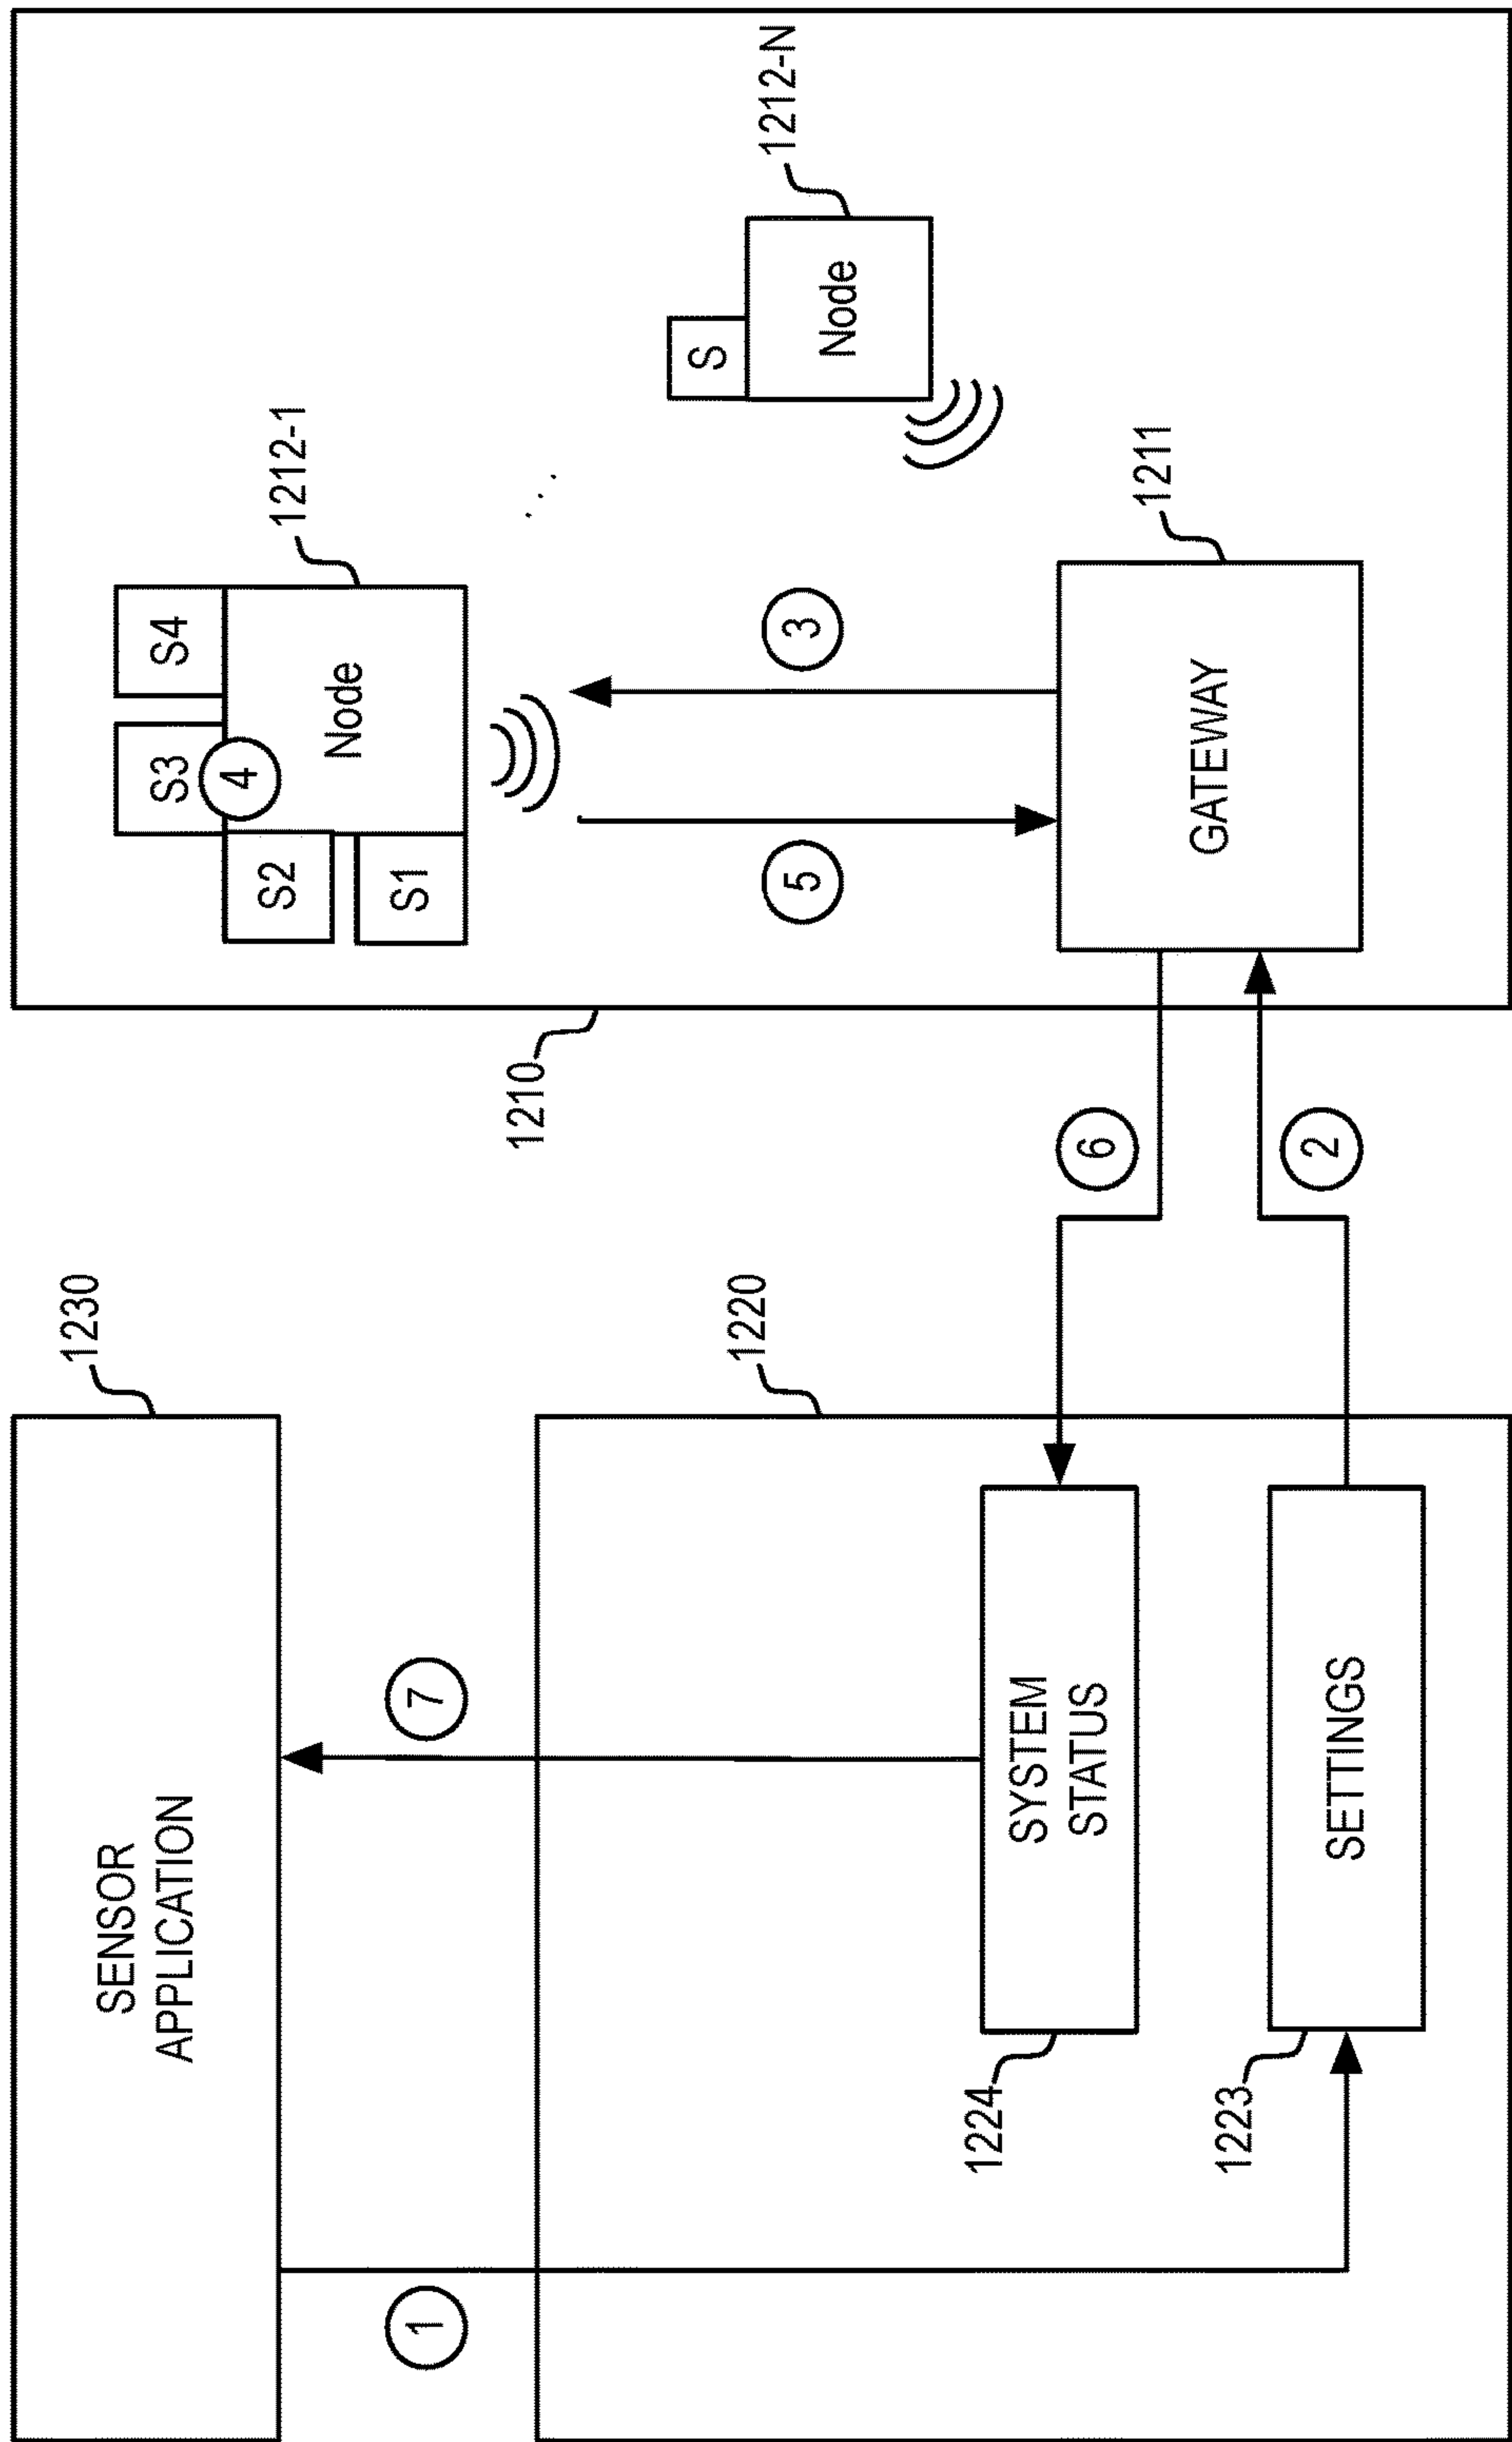 SENSOR
APPLICATION
1230
1
7
1220
SYSTEM
STATUS
1224
SETTINGS
1223
6
2
1210
S3
S4
4
S2
S1
Node
1212-1
...
S
Node
1212-N
5
3
GATEWAY
1211